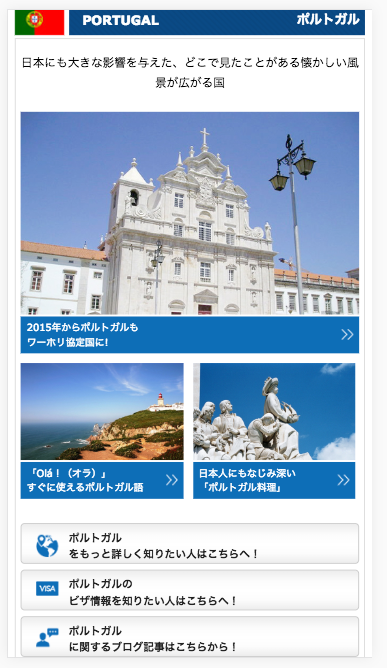 PORTUGAL
ポルトガル
日本にも大きな影響を与えた、どこで見たことがある懐かしい風
景が広がる国
2015年からポルトガルも
ワーホリ協定国に!
「Olá！（オラ）」
すぐに使えるポルトガル語
日本人にもなじみ深い
「ポルトガル料理」
ポルトガル
をもっと詳しく知りたい人はこちらへ！
VISA
ポルトガルの
ビザ情報を知りたい人はこちらへ！
ポルトガル
に関するブログ記事はこちらから！